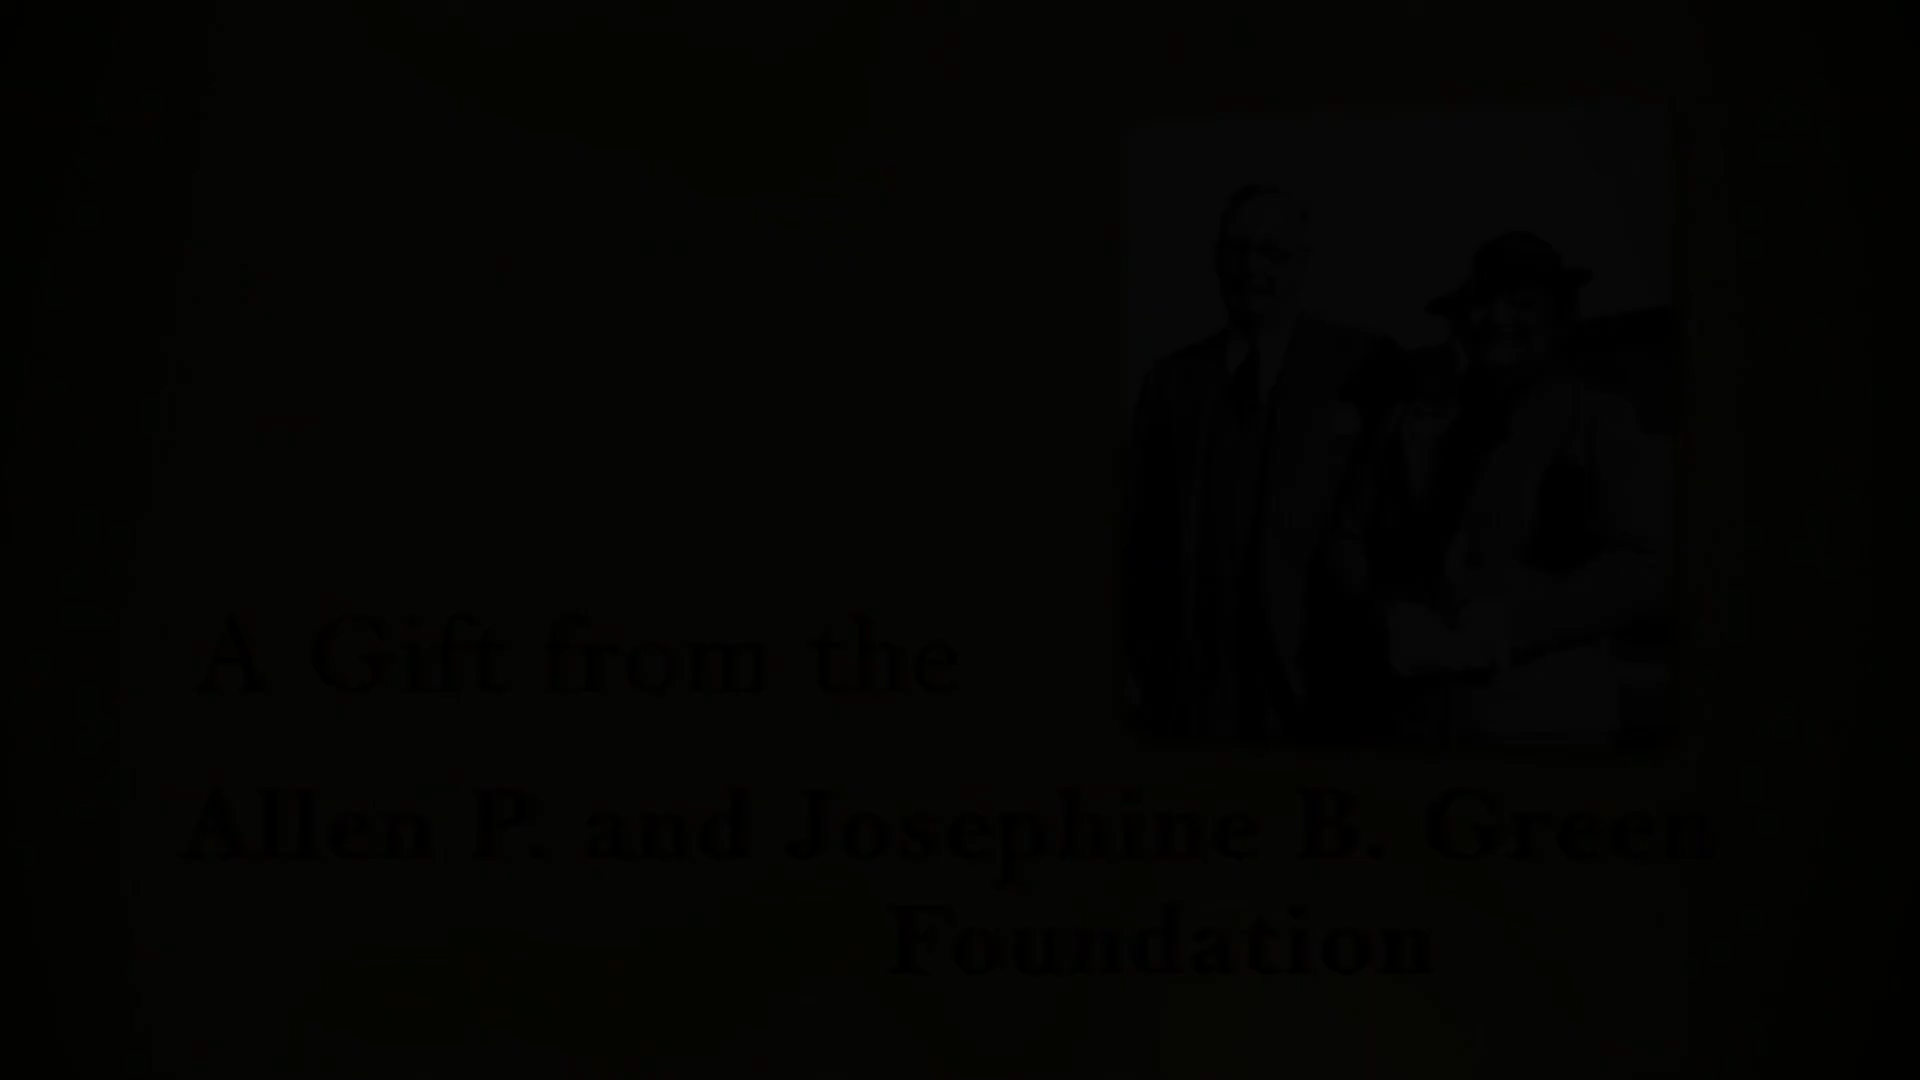 A Gift from the
Allen P. and Josephine B. Green
Foundation